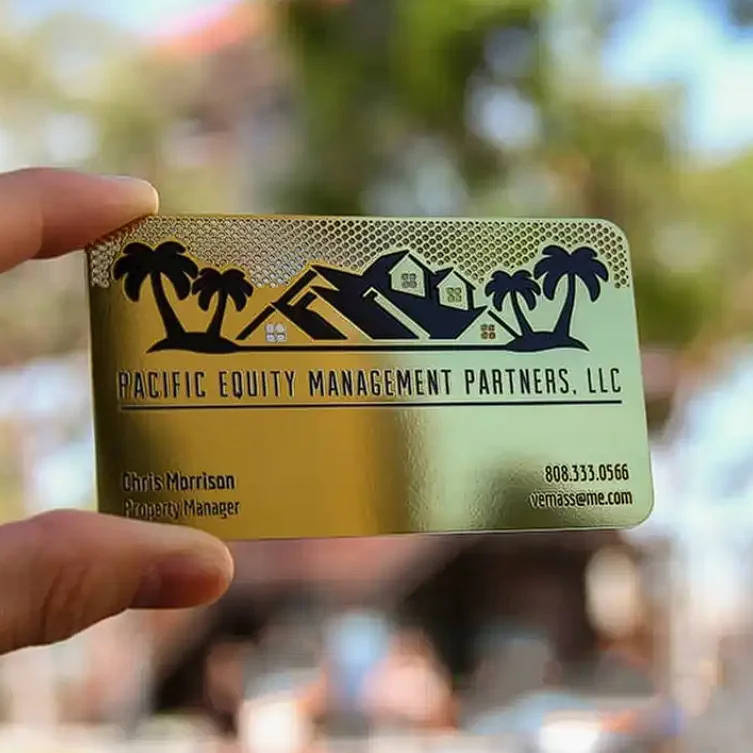 PACIFIC EQUITY MANAGEMENT PARTNERS, LLC
Chris Morrison
Property Manager
808.333.0566
vemass@me.com